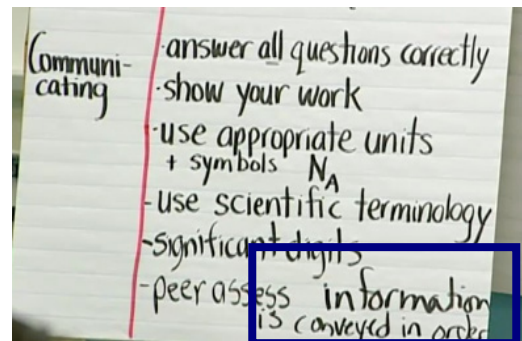 Communi-
cating
·answer all questions correctly
·show your work
·use appropriate units
+ symbols NA
-use scientific terminology
-significant digits
-peer assess information
is conveyed in order